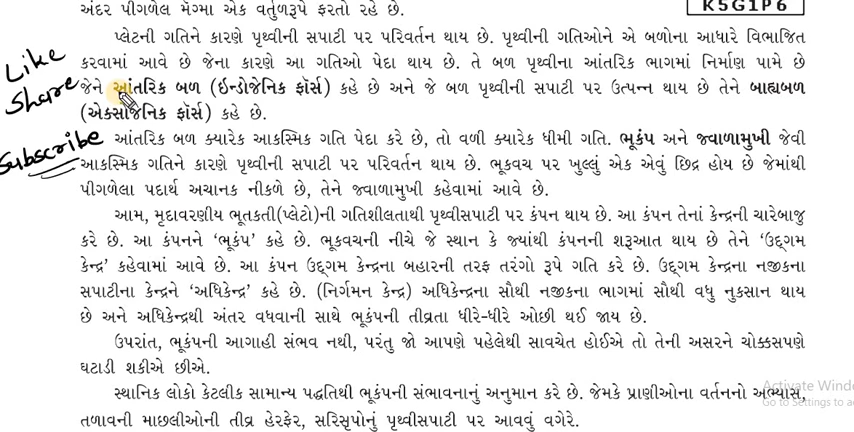 અંદર પીગળેલ મૅગ્મા એક વર્તુળરૂપે ફરતો રહે છે.
K5G1P6
પ્લેટની ગતિને કારણે પૃથ્વીની સપાટી પર પરિવર્તન થાય છે. પૃથ્વીની ગતિઓને એ બળોના આધારે વિભાજિત
Like
કરવામાં આવે છે જેના કારણે આ ગતિઓ પેદા થાય છે. તે બળ પૃથ્વીના આંતરિક ભાગમાં નિર્માણ પામે છે
Share
જેને આંતરિક બળ (ઇન્ડોજેનિક ફૉર્સ) કહે છે અને જે બળ પૃથ્વીની સપાટી પર ઉત્પન્ન થાય છે તેને બાહ્યબળ
(એક્સોજેનિક ફૉર્સ) કહે છે.
Subscribe
આંતરિક બળ ક્યારેક આકસ્મિક ગતિ પેદા કરે છે, તો વળી ક્યારેક ધીમી ગતિ. ભૂકંપ અને જ્વાળામુખી જેવી
આકસ્મિક ગતિને કારણે પૃથ્વીની સપાટી પર પરિવર્તન થાય છે. ભૂકવચ પર ખુલ્લું એક એવું છિદ્ર હોય છે જેમાંથી
પીગળેલા પદાર્થ અચાનક નીકળે છે, તેને જ્વાળામુખી કહેવામાં આવે છે.
આમ, મૃદાવરણીય ભૂતકતી(પ્લેટો)ની ગતિશીલતાથી પૃથ્વીસપાટી પર કંપન થાય છે. આ કંપન તેનાં કેન્દ્રની ચારેબાજુ
કરે છે. આ કંપનને ‘ભૂકંપ’ કહે છે. ભૂકવચની નીચે જે સ્થાન કે જ્યાંથી કંપનની શરૂઆત થાય છે તેને ‘ઉદ્દગમ
કેન્દ્ર’ કહેવામાં આવે છે. આ કંપન ઉદ્દગમ કેન્દ્રના બહારની તરફ તરંગો રૂપે ગતિ કરે છે. ઉદ્દગમ કેન્દ્રના નજીકના
સપાટીના કેન્દ્રને ‘અધિકેન્દ્ર’ કહે છે. (નિર્ગમન કેન્દ્ર) અધિકેન્દ્રના સૌથી નજીકના ભાગમાં સૌથી વધુ નુકસાન થાય
છે અને અધિકેન્દ્રથી અંતર વધવાની સાથે ભૂકંપની તીવ્રતા ધીરે-ધીરે ઓછી થઈ જાય છે.
ઉપરાંત, ભૂકંપની આગાહી સંભવ નથી, પરંતુ જો આપણે પહેલેથી સાવચેત હોઈએ તો તેની અસરને ચોક્કસપણે
ઘટાડી શકીએ છીએ.
સ્થાનિક લોકો કેટલીક સામાન્ય પદ્ધતિથી ભૂકંપની સંભાવનાનું અનુમાન કરે છે. જેમકે પ્રાણીઓના વર્તનનો અભ્યાસ,
તળાવની માછલીઓની તીવ્ર હેરફેર, સરિસૃપોનું પૃથ્વીસપાટી પર આવવું વગેરે.
Activate Wind
Go to Settings to a